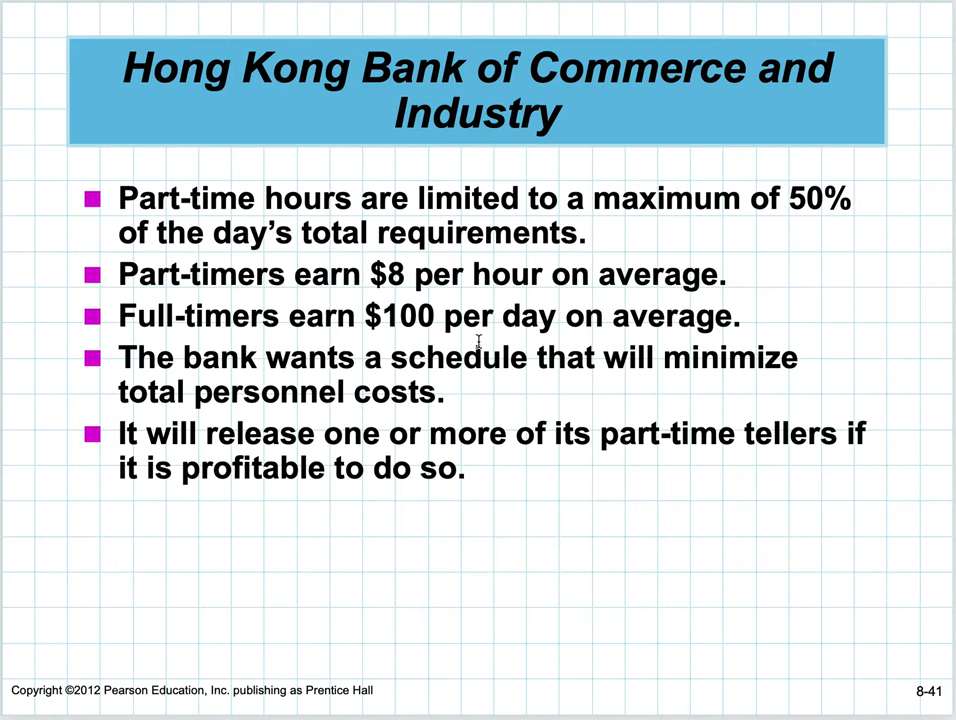 Hong Kong Bank of Commerce and
Industry
Part-time hours are limited to a maximum of 50%
of the day’s total requirements.
Part-timers earn $8 per hour on average.
Full-timers earn $100 per day on average.
The bank wants a schedule that will minimize
total personnel costs.
It will release one or more of its part-time tellers if
it is profitable to do so.
Copyright ©2012 Pearson Education, Inc. publishing as Prentice Hall
8-41